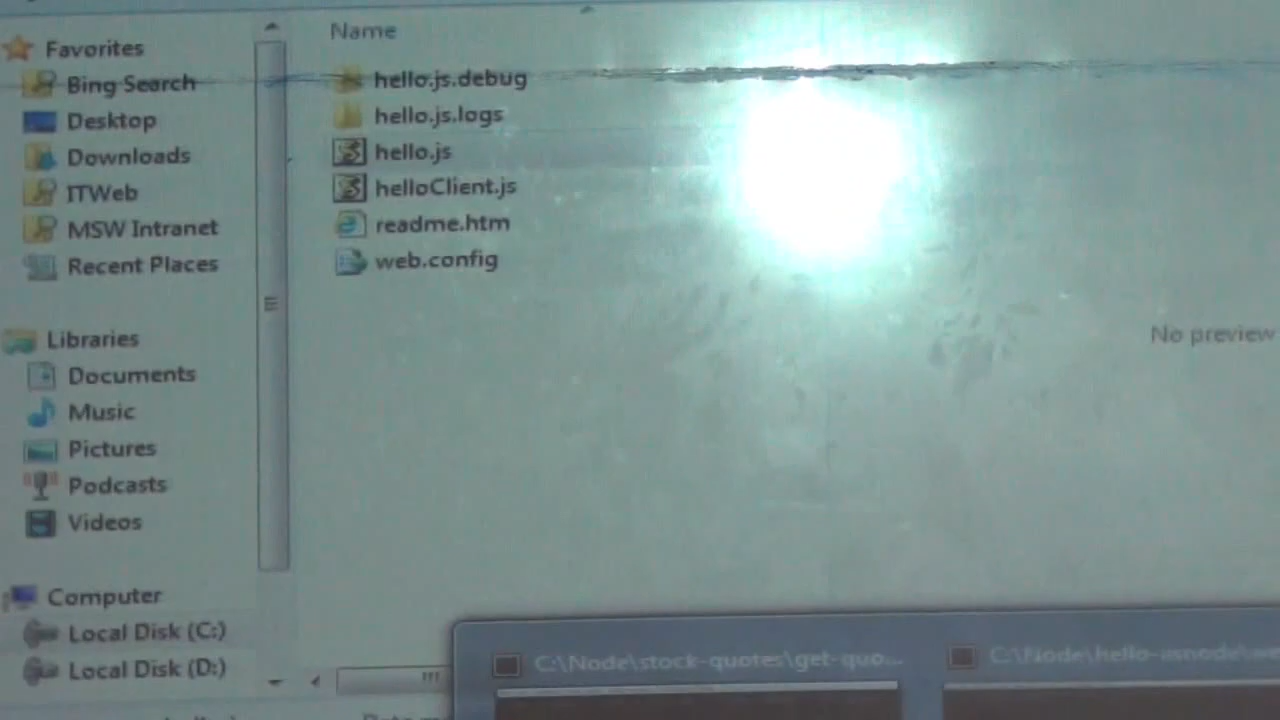 Favorites
Bing Search
Desktop
Downloads
ITWeb
MSW Intranet
Recent Places
Libraries
Documents
Music
Pictures
Podcasts
Videos
Computer
Local Disk (C:)
Local Disk (D:)
Name
hello.js.debug
hello.js.logs
hello.js
helloClient.js
readme.htm
web.config
No preview
C:\Node\stock-quotes\get-quo...